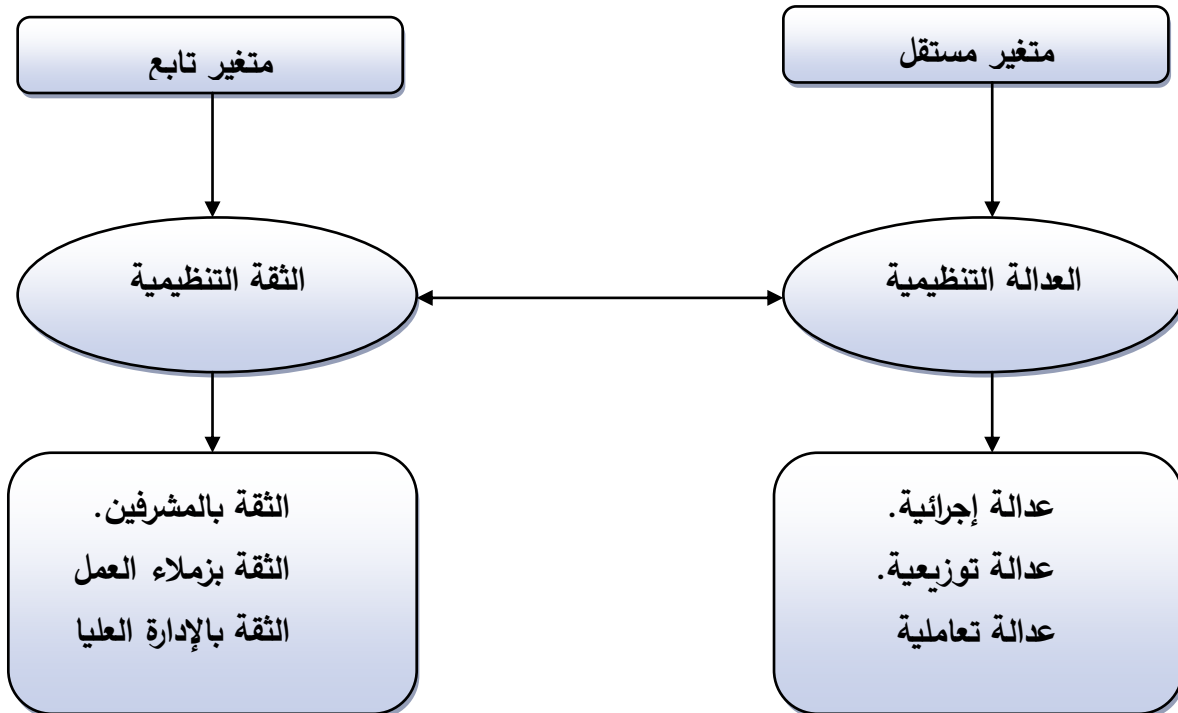 متغير مستقل
متغير تابع
العدالة التنظيمية
الثقة التنظيمية
عدالة إجرائية.
عدالة توزيعية.
عدالة تعاملية
الثقة بالمشرفين.
الثقة بزملاء العمل
الثقة بالإدارة العليا